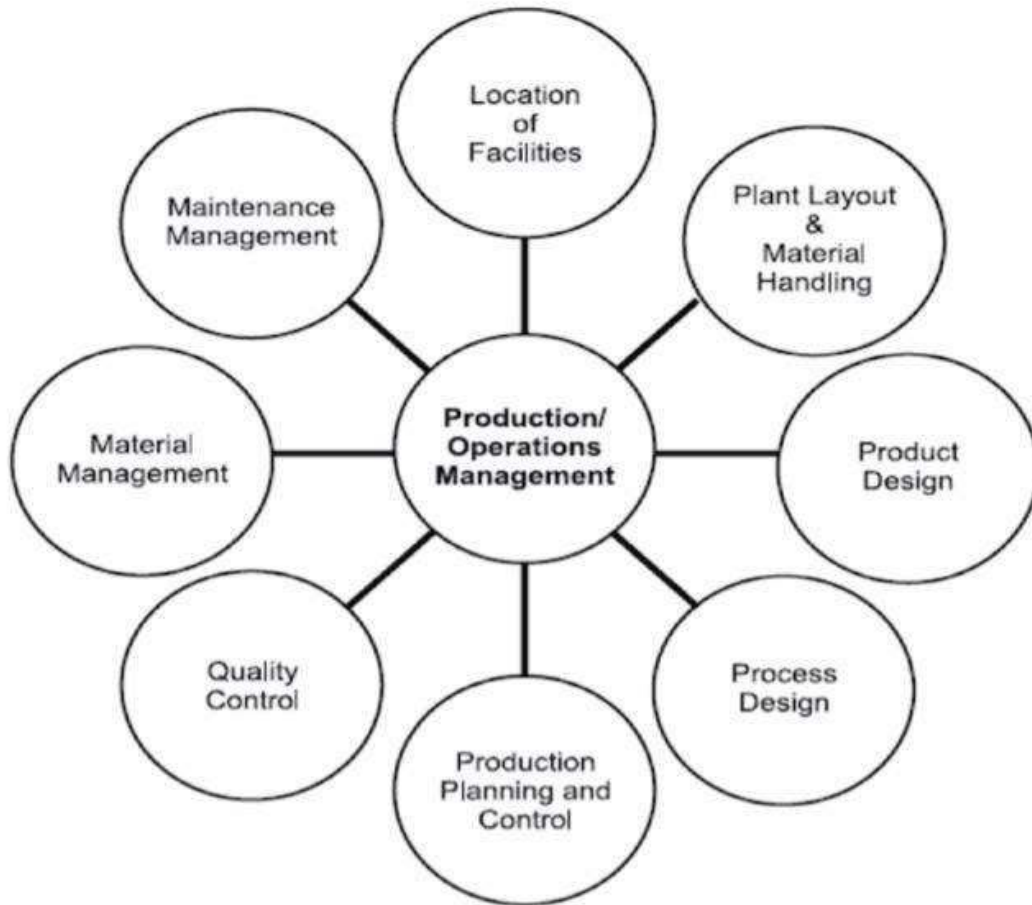 Location
of
Facilities
Plant Layout
&
Material
Handling
Product
Design
Process
Design
Production
Planning and
Control
Quality
Control
Material
Management
Maintenance
Management
Production/
Operations
Management